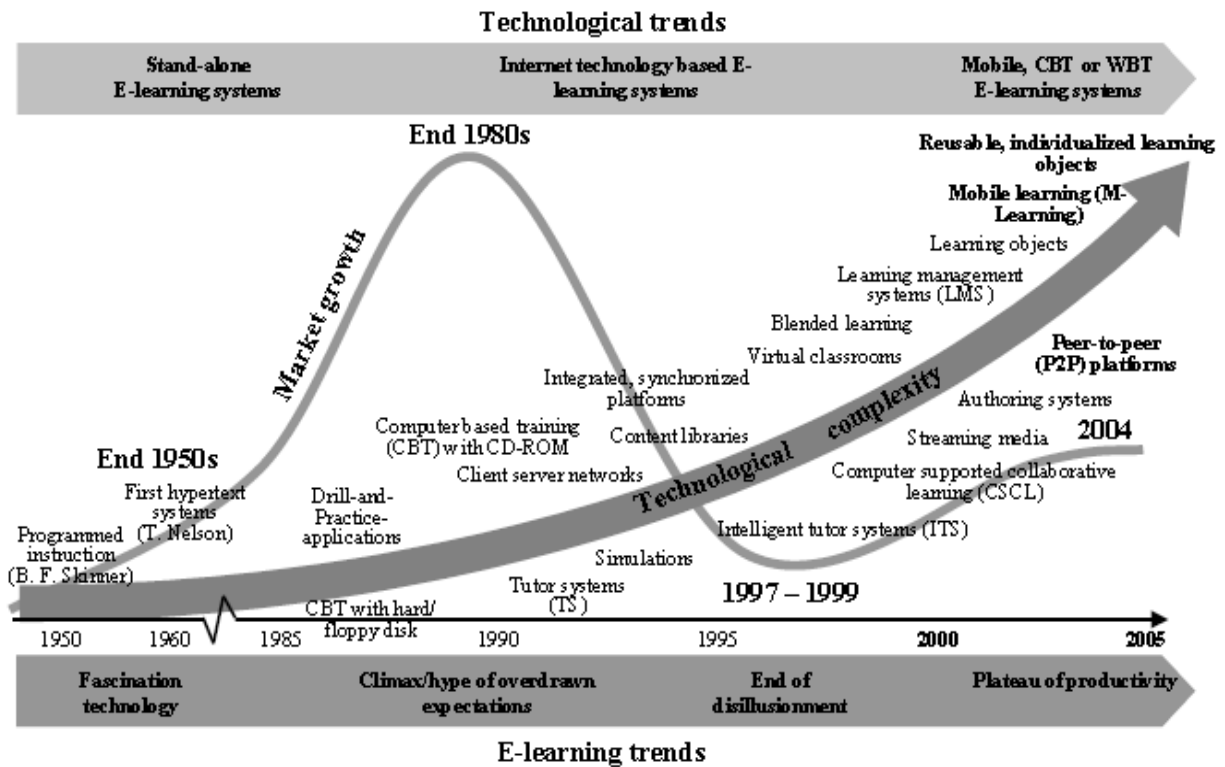 Technological trends
Stand-alone
E-learning systems
Internet technology based E-
learning systems
Mobile, CBT or WBT
E-learning systems
End 1980s
Reusable, individualized learning
objects
Mobile learning (M-
Learning)
Learning objects
Learning management
systems (LMS)
Blended learning
Virtual classrooms
Market growth
Peer-to-peer
(P2P) platforms
Integrated, synchronized
platforms
Authoring systems
Computer based training
(CBT) with CD-ROM
Content libraries
Streaming media
2004
Client server networks
Technological complexity
Computer supported collaborative
learning (CSCL)
End 1950s
First hypertext
systems
(T. Nelson)
Drill-and-
Practice-
applications
Programmed
instruction
(B. F. Skinner)
Intelligent tutor systems (ITS)
Simulations
Tutor systems
(TS)
1997 – 1999
CBT with hard/
floppy disk
1950 1960 1985 1990 1995 2000 2005
Fascination
technology
Climax/hype of overdrawn
expectations
End of
disillusionment
Plateau of productivity
E-learning trends